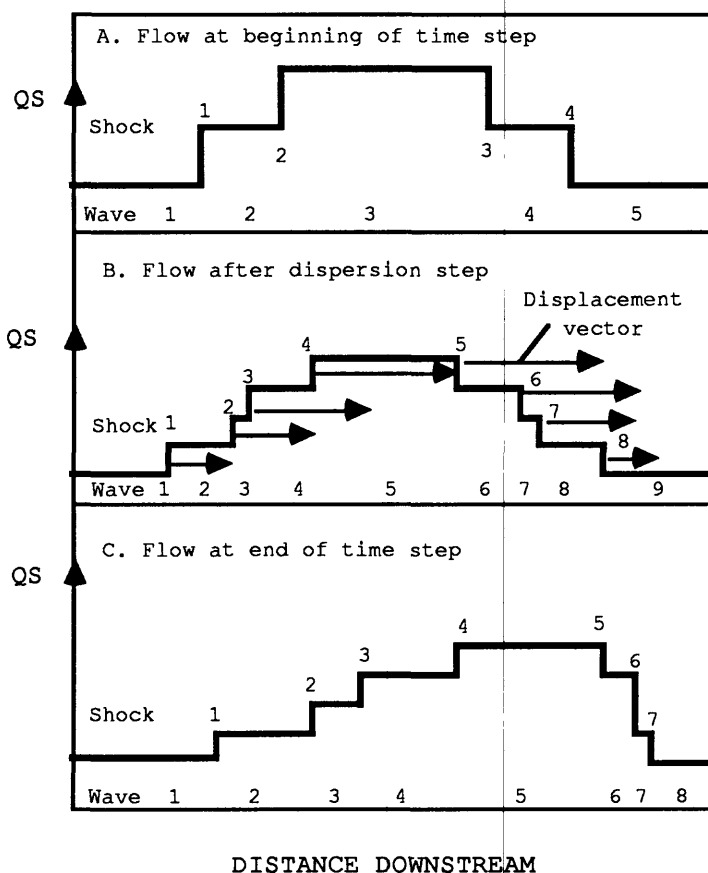 A. Flow at beginning of time step
QS
1
4
Shock
2
3
Wave 1 2 3 4 5
B. Flow after dispersion step
Displacement
vector
QS
4
5
3
6
2
7
1
Shock
8
Wave 1 2 3 4 5 6 7 8 9
C. Flow at end of time step
QS
4
5
3
6
2
1
7
Shock
Wave 1 2 3 4 5 6 7 8
DISTANCE DOWNSTREAM